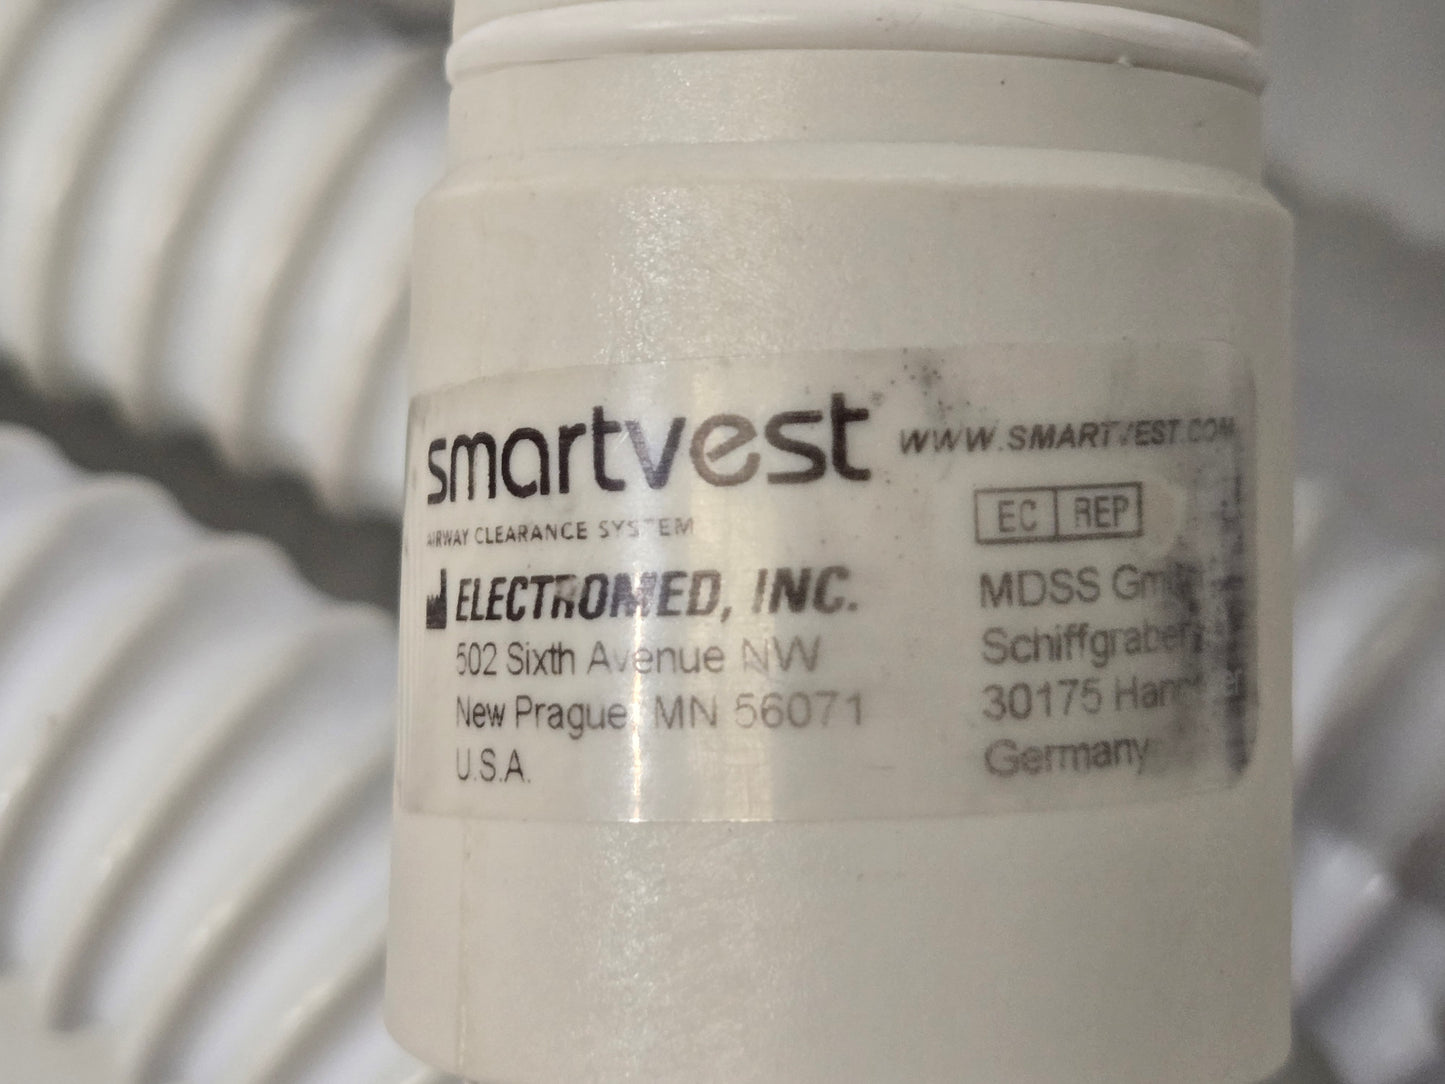 smartvest
WWW.SMARTVEST.COM
AIRWAY CLEARANCE SYSTEM
ELECTROMED, INC.
502 Sixth Avenue NW
New Prague, MN 56071
U.S.A.
EC REP
MDSS
30175
Germany